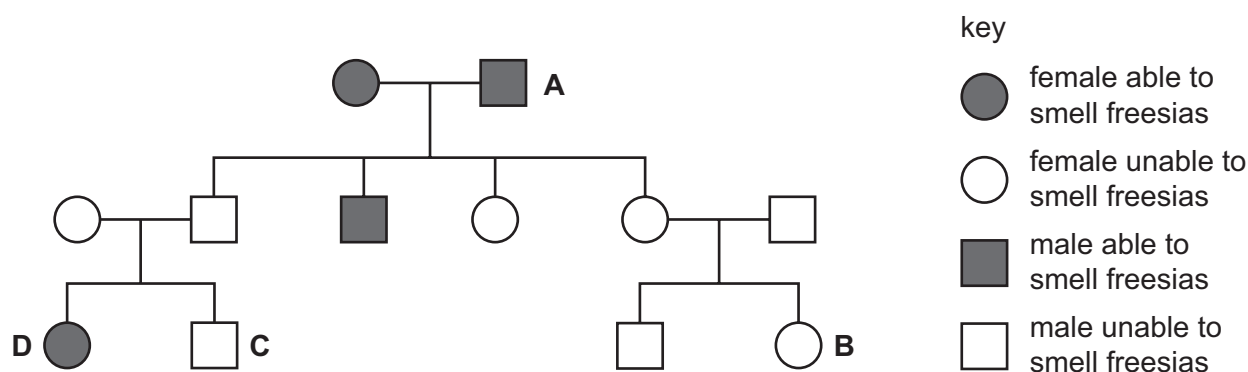 key
A
female able to
smell freesias
female unable to
smell freesias
male able to
smell freesias
D
C
B
male unable to
smell freesias